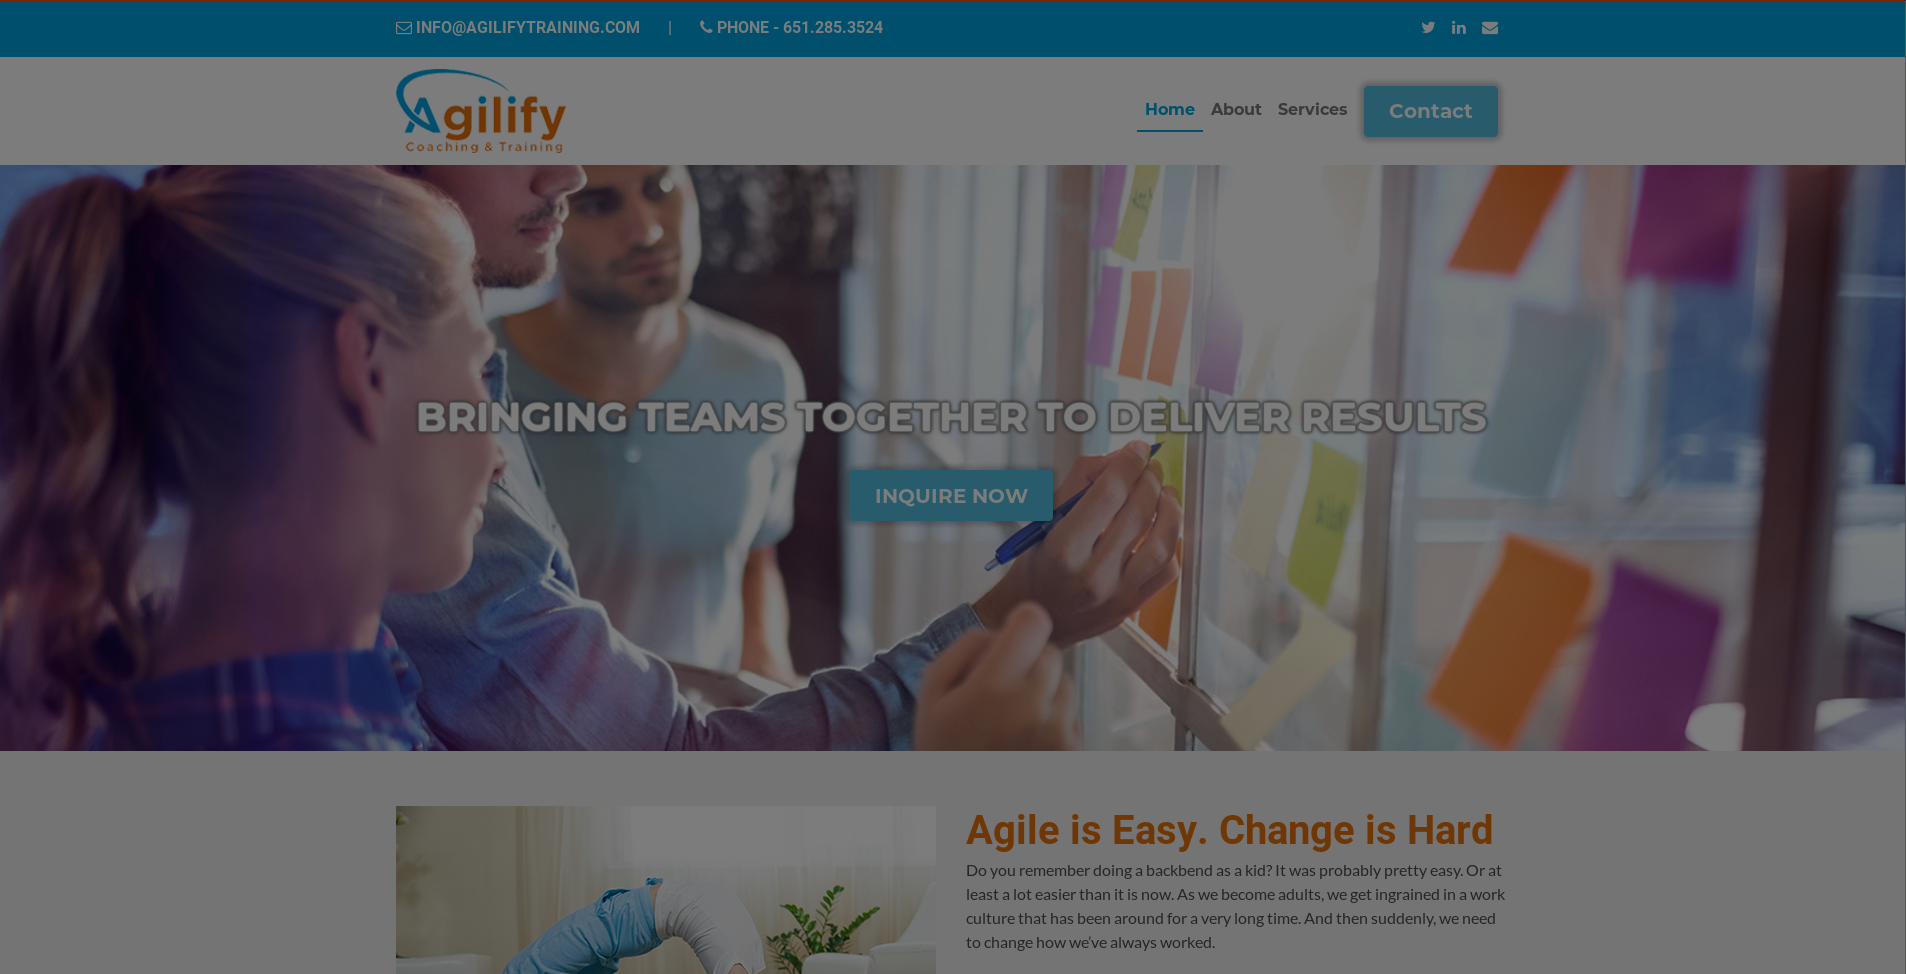 INFO@AGILIFYTRAINING.COM | PHONE - 651.285.3524
Agilify
Coaching & Training
Home About Services Contact
BRINGING TEAMS TOGETHER TO DELIVER RESULTS
INQUIRE NOW
Agile is Easy. Change is Hard
Do you remember doing a backbend as a kid? It was probably pretty easy. Or at
least a lot easier than it is now. As we become adults, we get ingrained in a work
culture that has been around for a very long time. And then suddenly, we need
to change how we've always worked.